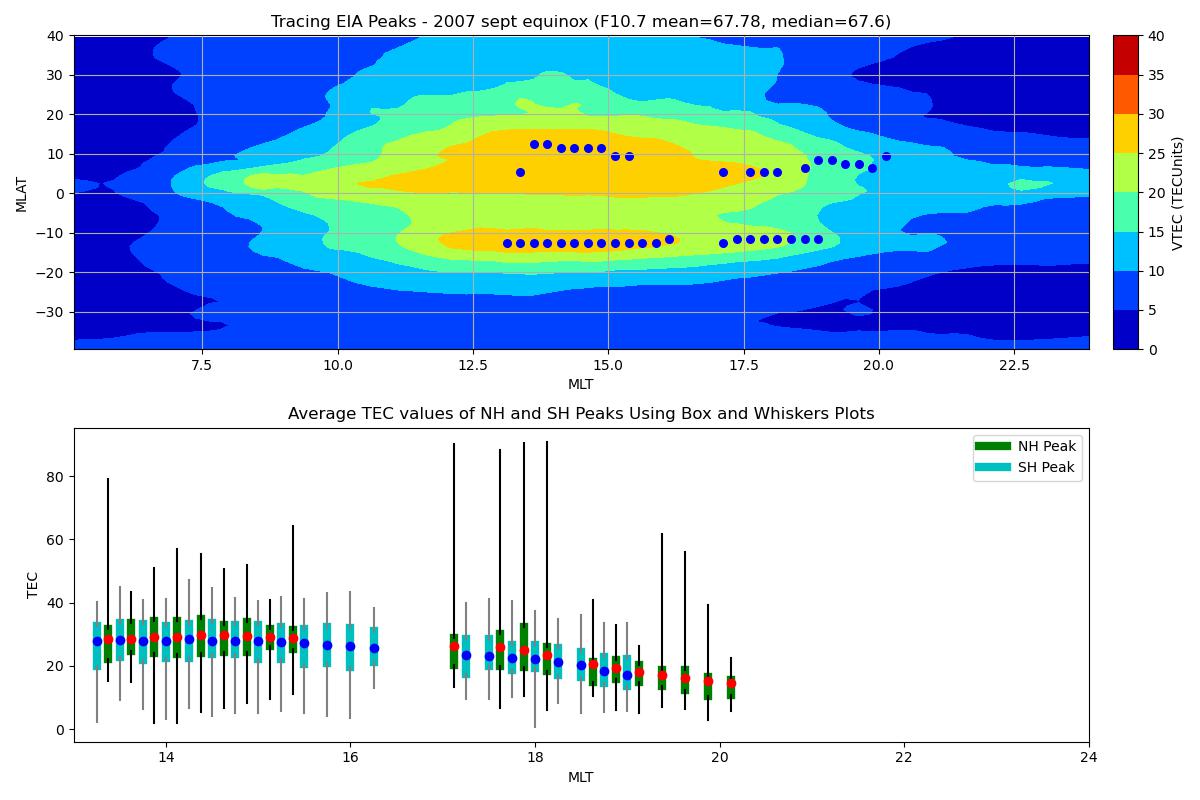 Tracing EIA Peaks - 2007 sept equinox (F10.7 mean=67.78, median=67.6)
40
30
20
10
0
−10
−20
−30
MLAT
7.5 10.0 12.5 15.0 17.5 20.0 22.5
MLT
40
35
30
25
20
15
10
5
0
VTEC (TECUnits)
Average TEC values of NH and SH Peaks Using Box and Whiskers Plots
NH Peak
SH Peak
80
60
40
20
0
TEC
14 16 18 20 22 24
MLT